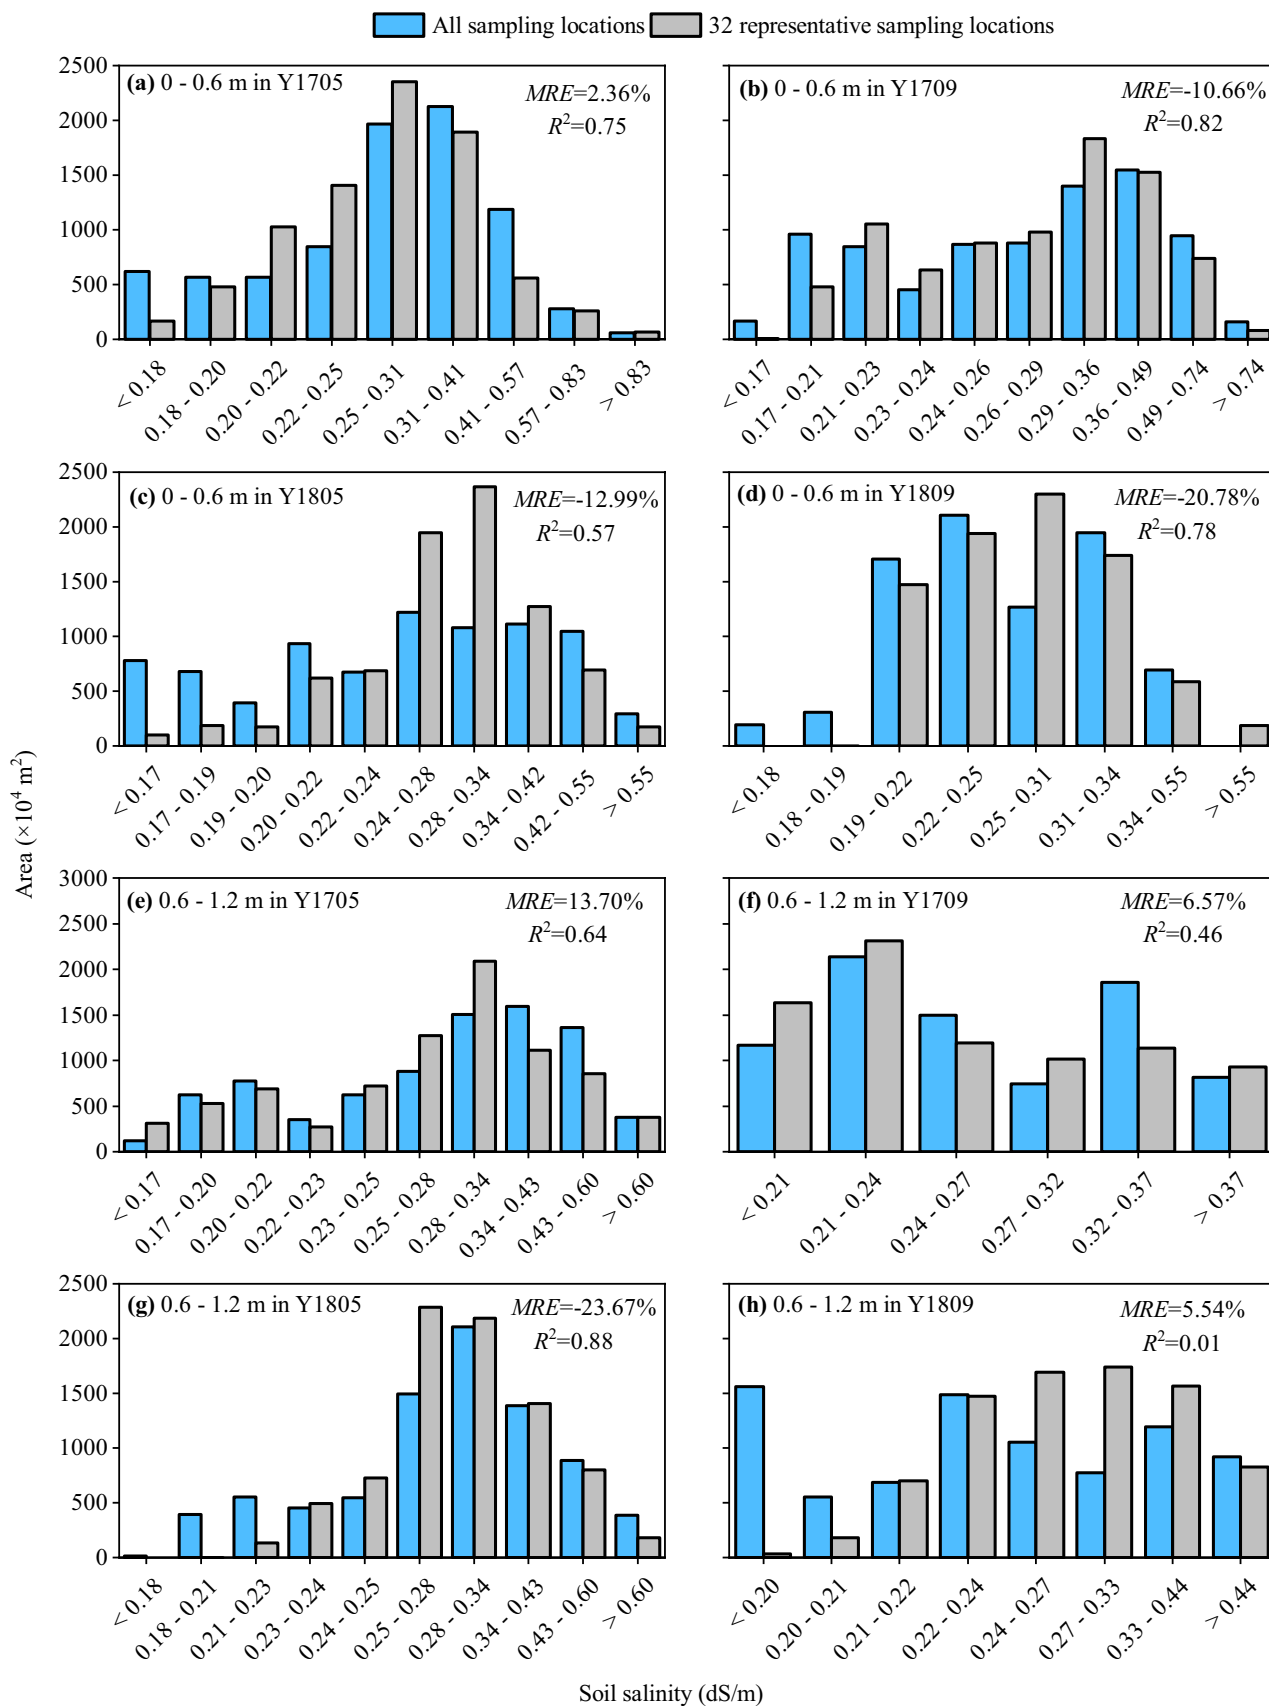 All sampling locations 32 representative sampling locations
(a) 0 - 0.6 m in Y1705
MRE=2.36%
R²=0.75
2500
2000
1500
1000
500
0
< 0.18
0.18 - 0.20
0.20 - 0.22
0.22 - 0.25
0.25 - 0.31
0.31 - 0.41
0.41 - 0.57
0.57 - 0.83
> 0.83
(b) 0 - 0.6 m in Y1709
MRE=-10.66%
R²=0.82
< 0.17
0.17 - 0.21
0.21 - 0.23
0.23 - 0.24
0.24 - 0.26
0.26 - 0.29
0.29 - 0.36
0.36 - 0.49
0.49 - 0.74
> 0.74
(c) 0 - 0.6 m in Y1805
MRE=-12.99%
R²=0.57
2500
2000
1500
1000
500
0
< 0.17
0.17 - 0.19
0.19 - 0.20
0.20 - 0.22
0.22 - 0.24
0.24 - 0.28
0.28 - 0.34
0.34 - 0.42
0.42 - 0.55
> 0.55
(d) 0 - 0.6 m in Y1809
MRE=-20.78%
R²=0.78
< 0.18
0.18 - 0.19
0.19 - 0.22
0.22 - 0.25
0.25 - 0.31
0.31 - 0.34
0.34 - 0.55
> 0.55
Area (×10⁴ m²)
(e) 0.6 - 1.2 m in Y1705
MRE=13.70%
R²=0.64
3000
2500
2000
1500
1000
500
0
< 0.17
0.17 - 0.20
0.20 - 0.22
0.22 - 0.23
0.23 - 0.25
0.25 - 0.28
0.28 - 0.34
0.34 - 0.43
0.43 - 0.60
> 0.60
(f) 0.6 - 1.2 m in Y1709
MRE=6.57%
R²=0.46
< 0.21
0.21 - 0.24
0.24 - 0.27
0.27 - 0.32
0.32 - 0.37
> 0.37
(g) 0.6 - 1.2 m in Y1805
MRE=-23.67%
R²=0.88
2500
2000
1500
1000
500
0
< 0.18
0.18 - 0.21
0.21 - 0.23
0.23 - 0.24
0.24 - 0.25
0.25 - 0.28
0.28 - 0.34
0.34 - 0.43
0.43 - 0.60
> 0.60
(h) 0.6 - 1.2 m in Y1809
MRE=5.54%
R²=0.01
< 0.20
0.20 - 0.21
0.21 - 0.22
0.22 - 0.24
0.24 - 0.27
0.27 - 0.33
0.33 - 0.44
> 0.44
Soil salinity (dS/m)